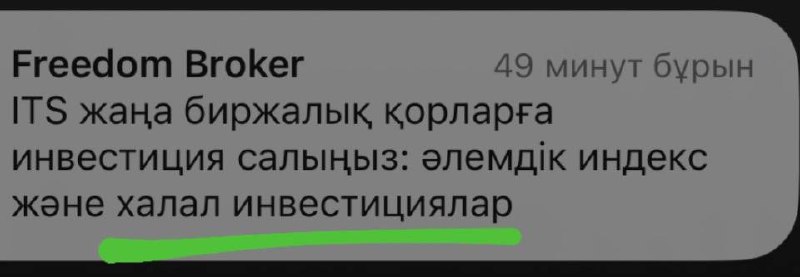 Freedom Broker
49 минут бұрын
ITS жаңа биржалық қорларға
инвестиция салыңыз: әлемдік индекс
және халал инвестициялар